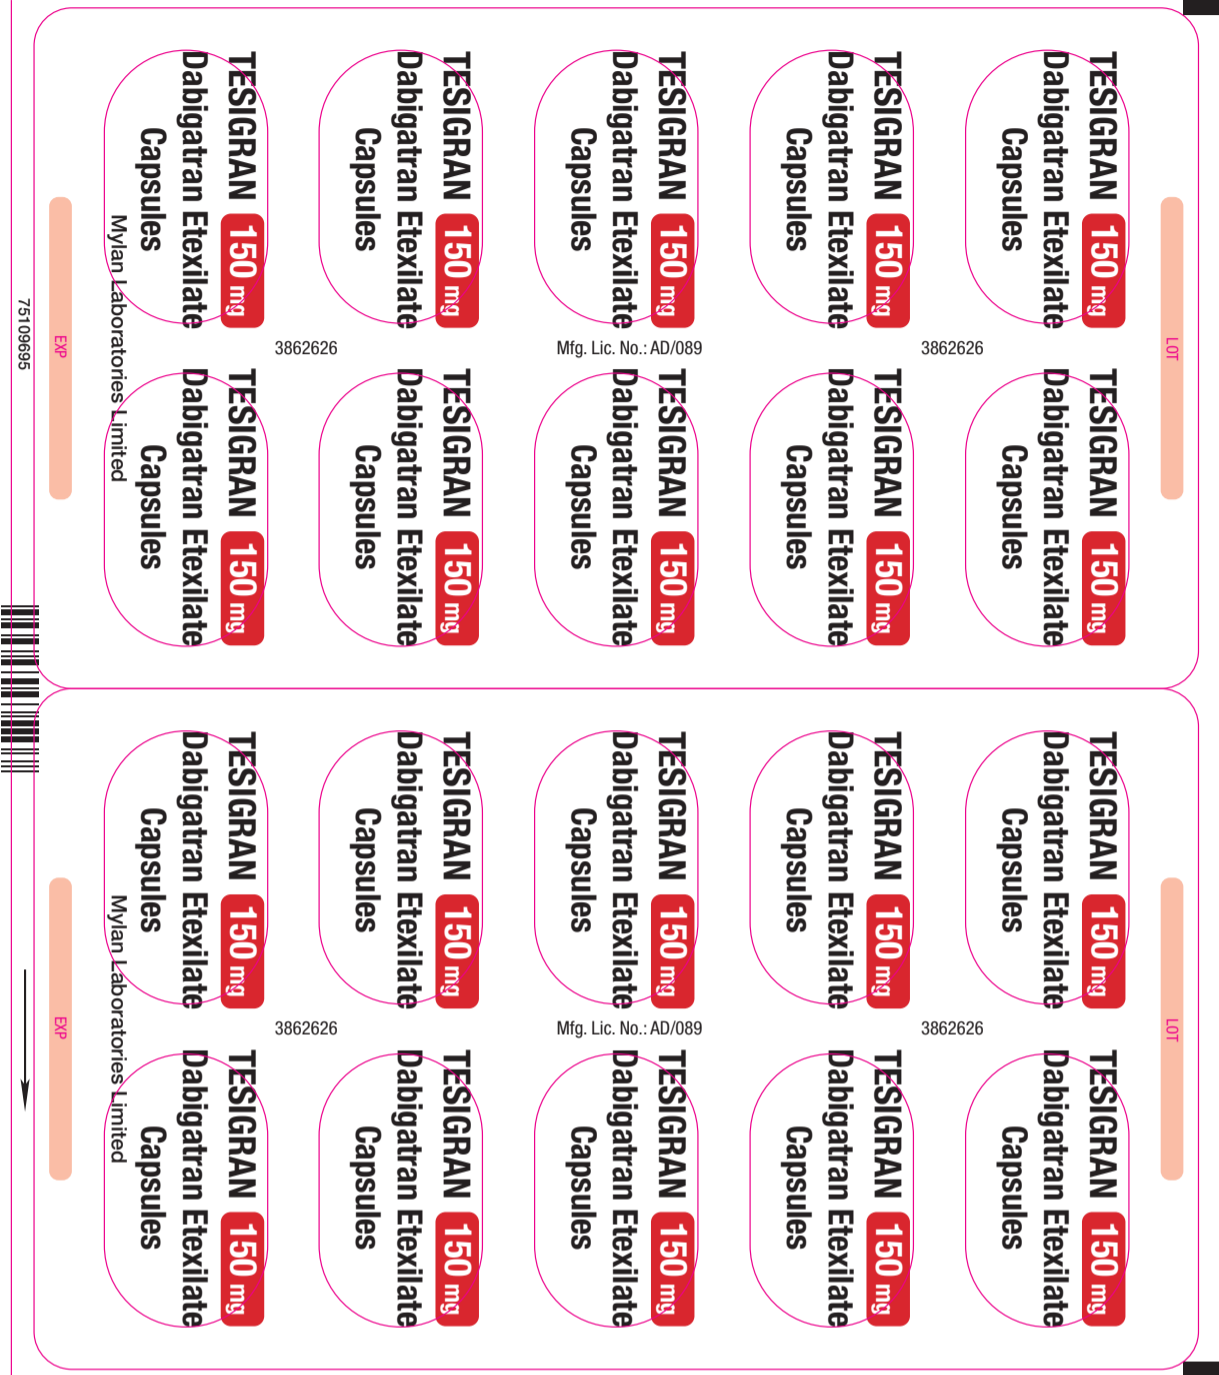 TESIGRAN 150 mg
Dabigatran Etexilate
Capsules
TESIGRAN 150 mg
Dabigatran Etexilate
Capsules
TESIGRAN 150 mg
Dabigatran Etexilate
Capsules
TESIGRAN 150 mg
Dabigatran Etexilate
Capsules
TESIGRAN 150 mg
Dabigatran Etexilate
Capsules
Mylan Laboratories Limited
EXP
75109695
3862626
Mfg. Lic. No.: AD/089
3862626
LOT
TESIGRAN 150 mg
Dabigatran Etexilate
Capsules
TESIGRAN 150 mg
Dabigatran Etexilate
Capsules
TESIGRAN 150 mg
Dabigatran Etexilate
Capsules
TESIGRAN 150 mg
Dabigatran Etexilate
Capsules
TESIGRAN 150 mg
Dabigatran Etexilate
Capsules
TESIGRAN 150 mg
Dabigatran Etexilate
Capsules
TESIGRAN 150 mg
Dabigatran Etexilate
Capsules
TESIGRAN 150 mg
Dabigatran Etexilate
Capsules
TESIGRAN 150 mg
Dabigatran Etexilate
Capsules
TESIGRAN 150 mg
Dabigatran Etexilate
Capsules
Mylan Laboratories Limited
EXP
3862626
Mfg. Lic. No.: AD/089
3862626
LOT
TESIGRAN 150 mg
Dabigatran Etexilate
Capsules
TESIGRAN 150 mg
Dabigatran Etexilate
Capsules
TESIGRAN 150 mg
Dabigatran Etexilate
Capsules
TESIGRAN 150 mg
Dabigatran Etexilate
Capsules
TESIGRAN 150 mg
Dabigatran Etexilate
Capsules